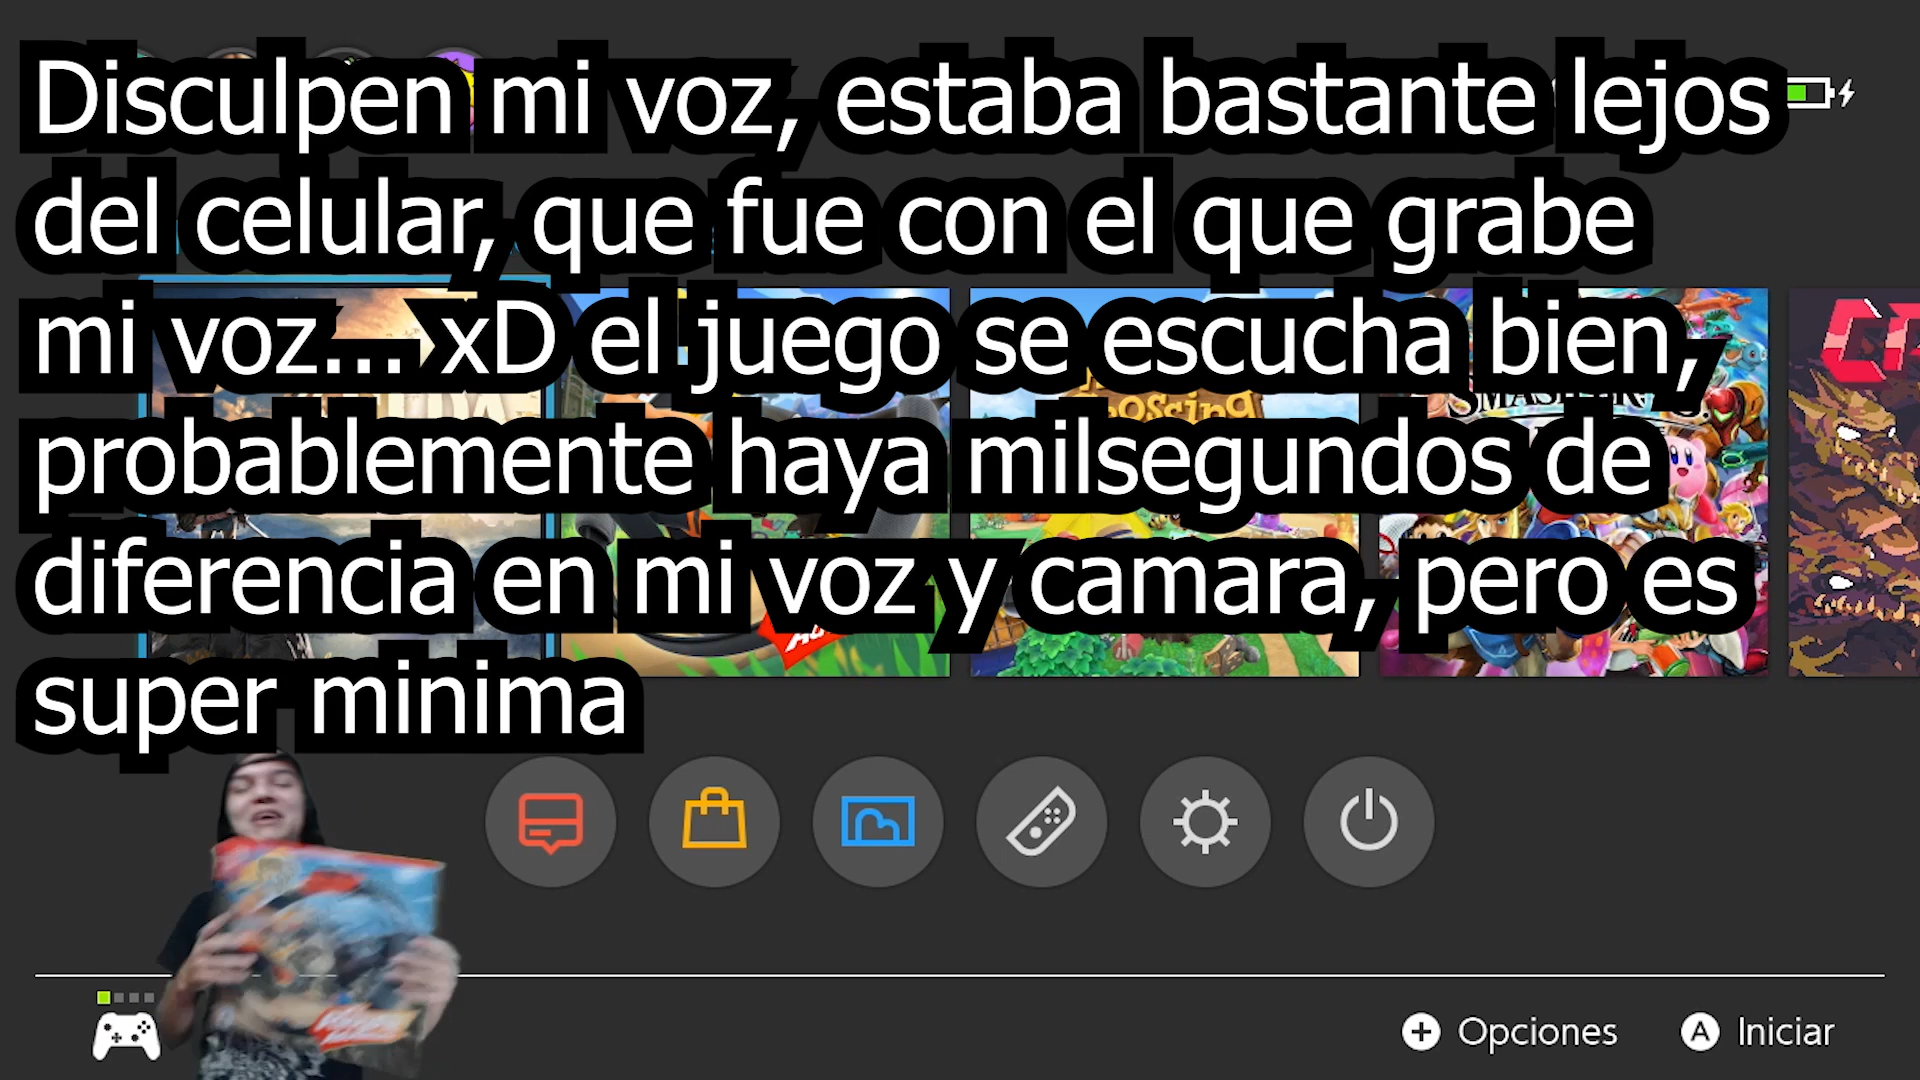 Disculpen mi voz, estaba bastante lejos
del celular, que fue con el que grabe
mi voz... xD el juego se escucha bien,
probablemente haya milsegundos de
diferencia en mi voz y camara, pero es
super minima
Opciones
A Iniciar